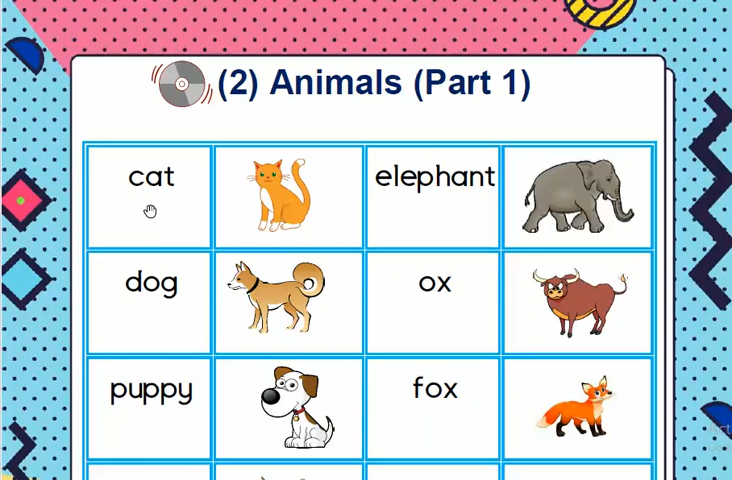 (2) Animals (Part 1)
cat
elephant
dog
ox
puppy
fox